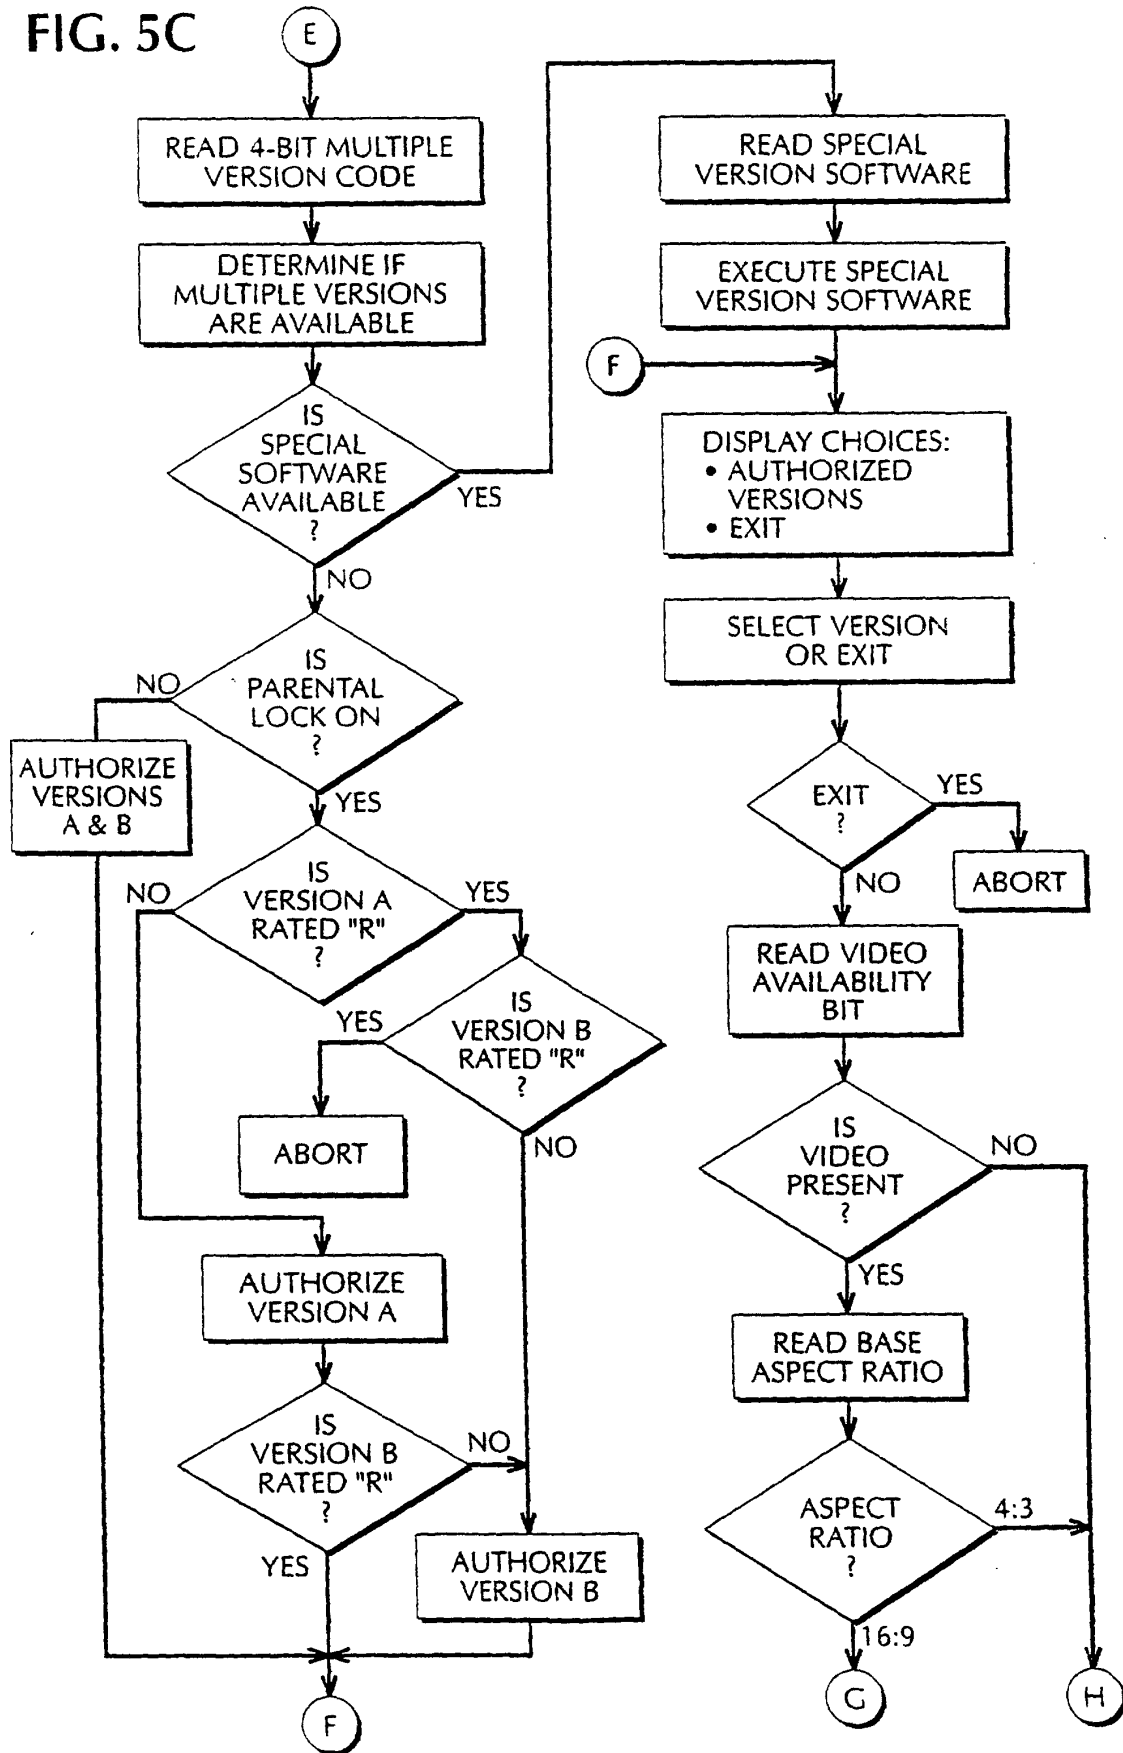 FIG. 5C
E
READ 4-BIT MULTIPLE
VERSION CODE
DETERMINE IF
MULTIPLE VERSIONS
ARE AVAILABLE
IS
SPECIAL
SOFTWARE
AVAILABLE
?
YES
NO
IS
PARENTAL
LOCK ON
?
NO
YES
AUTHORIZE
VERSIONS
A & B
IS
VERSION A
RATED "R"
?
NO
YES
IS
VERSION B
RATED "R"
?
YES
NO
ABORT
AUTHORIZE
VERSION A
IS
VERSION B
RATED "R"
?
NO
YES
AUTHORIZE
VERSION B
F
READ SPECIAL
VERSION SOFTWARE
EXECUTE SPECIAL
VERSION SOFTWARE
F
DISPLAY CHOICES:
• AUTHORIZED
VERSIONS
• EXIT
SELECT VERSION
OR EXIT
EXIT
?
YES
NO
ABORT
READ VIDEO
AVAILABILITY
BIT
IS
VIDEO
PRESENT
?
NO
YES
READ BASE
ASPECT RATIO
ASPECT
RATIO
?
4:3
16:9
G
H